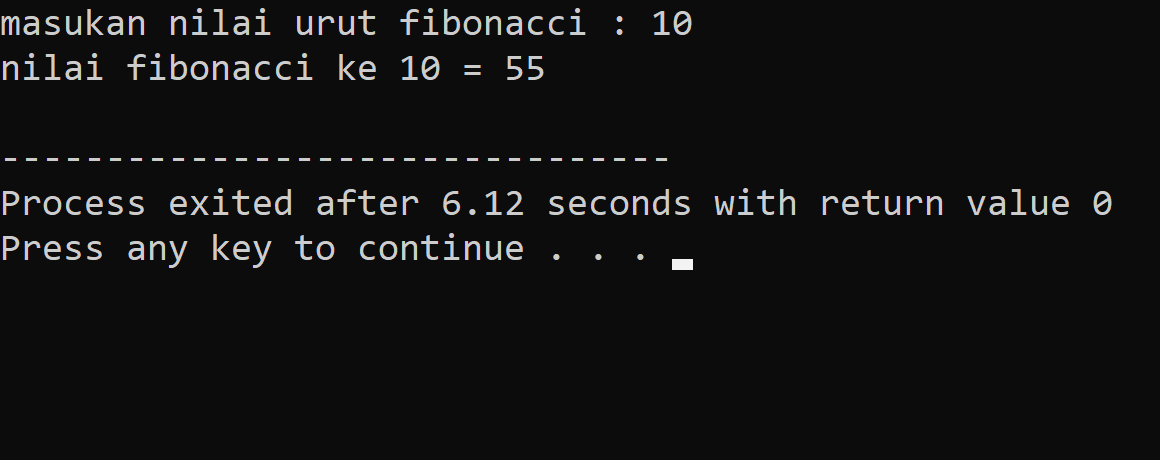 masukan nilai urut fibonacci : 10
nilai fibonacci ke 10 = 55
--------------------------------
Process exited after 6.12 seconds with return value 0
Press any key to continue . . .